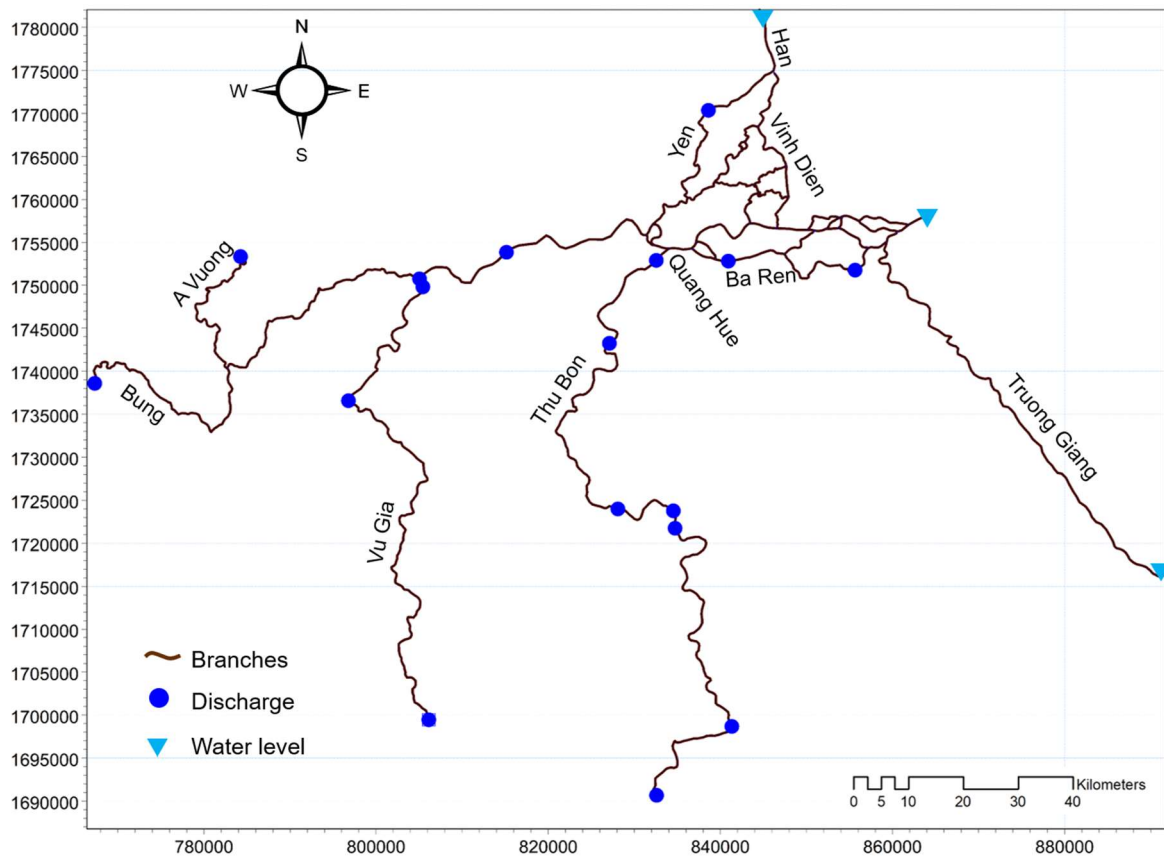 1780000
1775000
1770000
1765000
1760000
1755000
1750000
1745000
1740000
1735000
1730000
1725000
1720000
1715000
1710000
1705000
1700000
1695000
1690000
N
W
E
S
Han
Yen
Vinh Dien
A Vuong
Bung
Quang Hue
Ba Ren
Thu Bon
Truong Giang
Vu Gia
Branches
Discharge
Water level
Kilometers
0 5 10 20 30 40
780000 800000 820000 840000 860000 880000